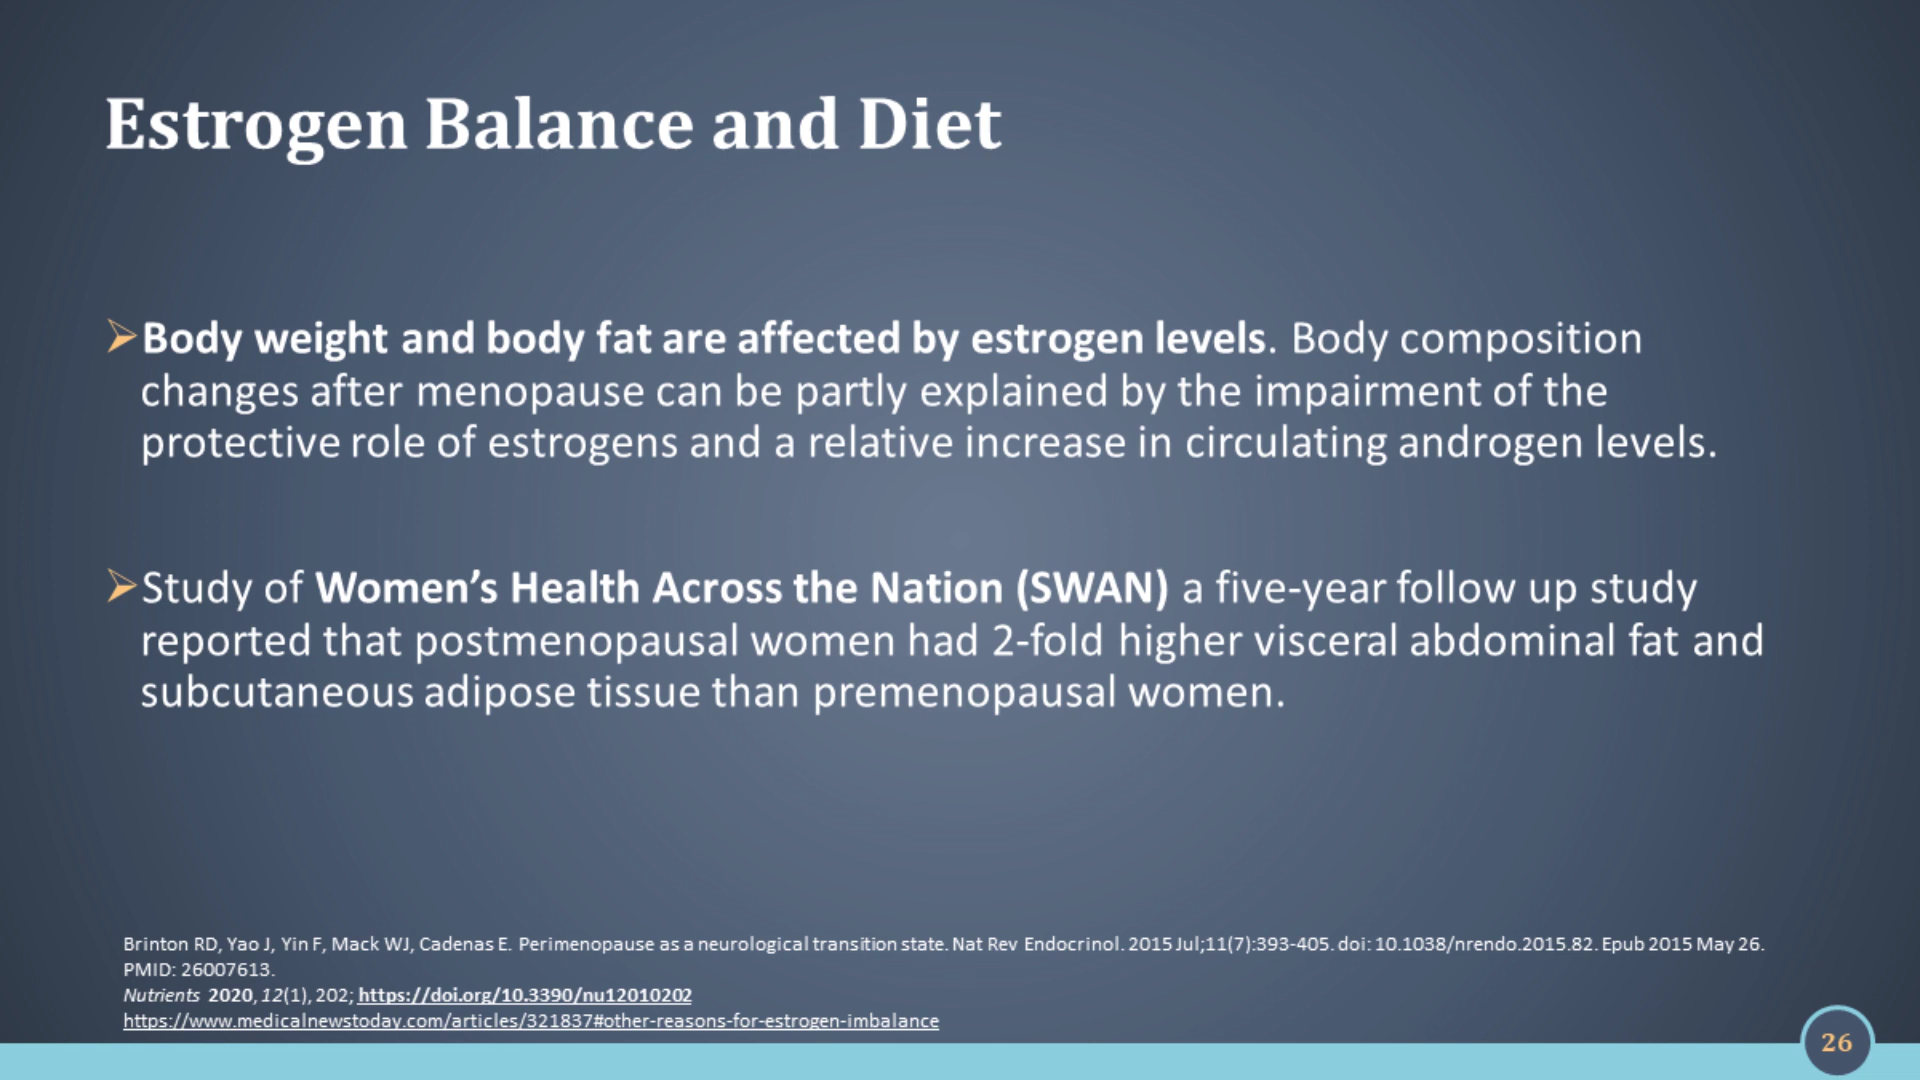 Estrogen Balance and Diet
➢Body weight and body fat are affected by estrogen levels. Body composition
changes after menopause can be partly explained by the impairment of the
protective role of estrogens and a relative increase in circulating androgen levels.
➢Study of Women’s Health Across the Nation (SWAN) a five-year follow up study
reported that postmenopausal women had 2-fold higher visceral abdominal fat and
subcutaneous adipose tissue than premenopausal women.
Brinton RD, Yao J, Yin F, Mack WJ, Cadenas E. Perimenopause as a neurological transition state. Nat Rev Endocrinol. 2015 Jul;11(7):393-405. doi: 10.1038/nrendo.2015.82. Epub 2015 May 26.
PMID: 26007613.
Nutrients 2020, 12(1), 202; https://doi.org/10.3390/nu12010202
https://www.medicalnewstoday.com/articles/321837#other-reasons-for-estrogen-imbalance
26